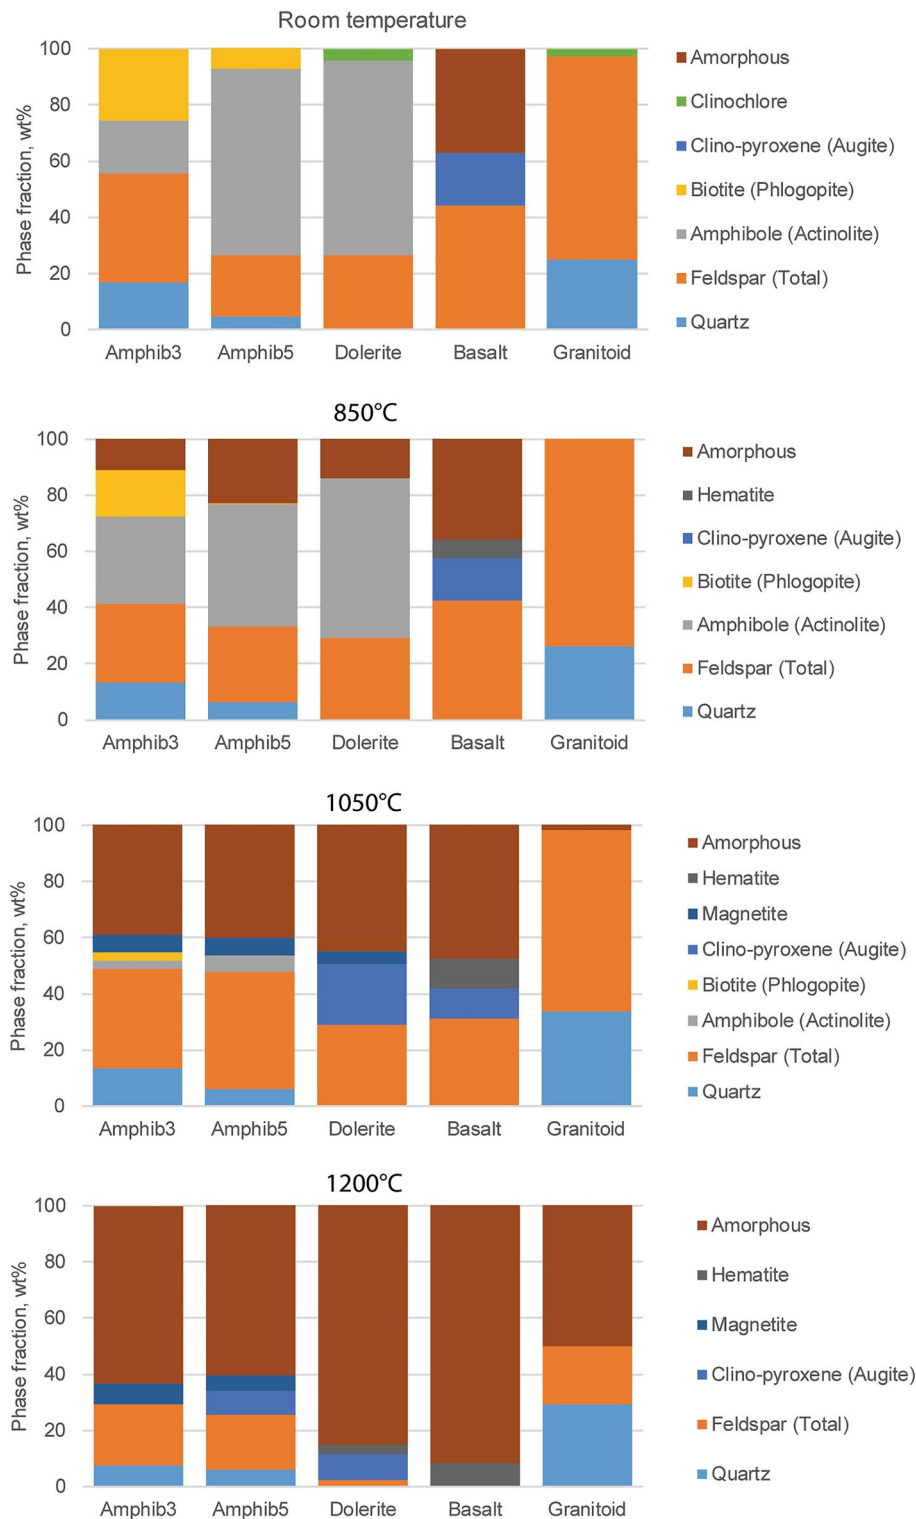 Room temperature
Phase fraction, wt%
100
80
60
40
20
0
Amphib3 Amphib5 Dolerite Basalt Granitoid
Amorphous
Clinochlore
Clino-pyroxene (Augite)
Biotite (Phlogopite)
Amphibole (Actinolite)
Feldspar (Total)
Quartz
850°C
Phase fraction, wt%
100
80
60
40
20
0
Amphib3 Amphib5 Dolerite Basalt Granitoid
Amorphous
Hematite
Clino-pyroxene (Augite)
Biotite (Phlogopite)
Amphibole (Actinolite)
Feldspar (Total)
Quartz
1050°C
Phase fraction, wt%
100
80
60
40
20
0
Amphib3 Amphib5 Dolerite Basalt Granitoid
Amorphous
Hematite
Magnetite
Clino-pyroxene (Augite)
Biotite (Phlogopite)
Amphibole (Actinolite)
Feldspar (Total)
Quartz
1200°C
Phase fraction, wt%
100
80
60
40
20
0
Amphib3 Amphib5 Dolerite Basalt Granitoid
Amorphous
Hematite
Magnetite
Clino-pyroxene (Augite)
Feldspar (Total)
Quartz